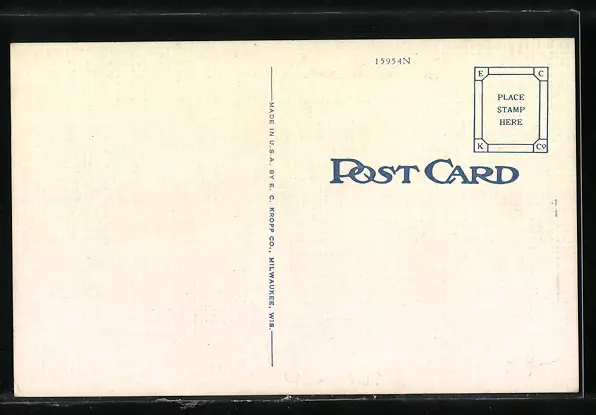 15954N
E C
PLACE
STAMP
HERE
K Co
POST CARD
MADE IN U.S.A. BY E. C. KROPP CO., MILWAUKEE, WIS.